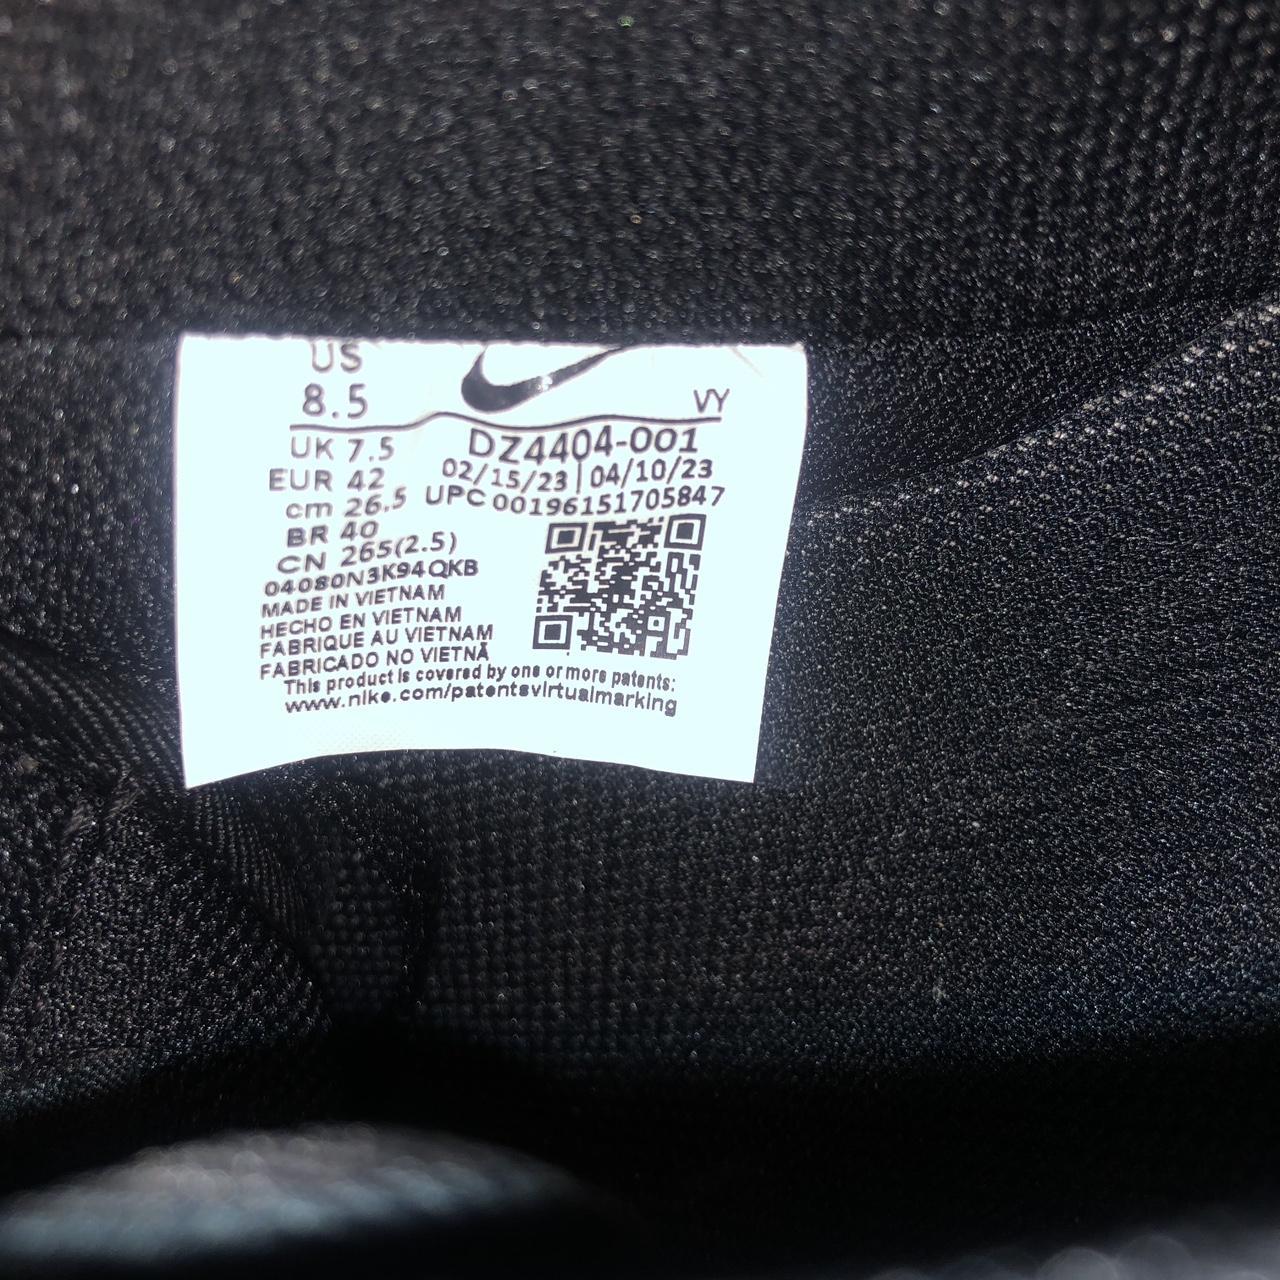 US
8.5
VY
UK 7.5
DZ4404-001
EUR 42
02/15/23 | 04/10/23
cm 26.5
UPC 00196151705847
BR 40
CN 265(2.5)
04080N3K94QKB
MADE IN VIETNAM
HECHO EN VIETNAM
FABRIQUE AU VIETNAM
FABRICADO NO VIETNÃ
This product is covered by one or more patents:
www.nike.com/patentsvirtualmarking